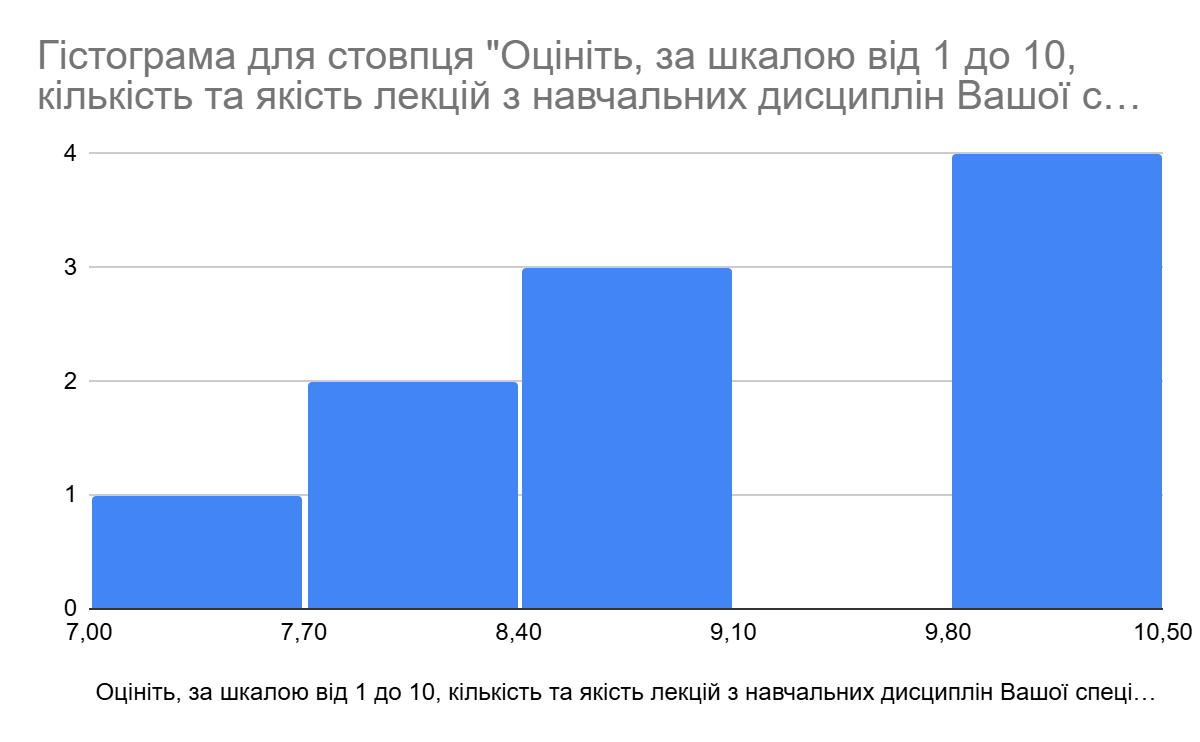 Гістограма для стовпця "Оцініть, за шкалою від 1 до 10,
кількість та якість лекцій з навчальних дисциплін Вашої с…
4
3
2
1
0
7,00 7,70 8,40 9,10 9,80 10,50
Оцініть, за шкалою від 1 до 10, кількість та якість лекцій з навчальних дисциплін Вашої спеці…